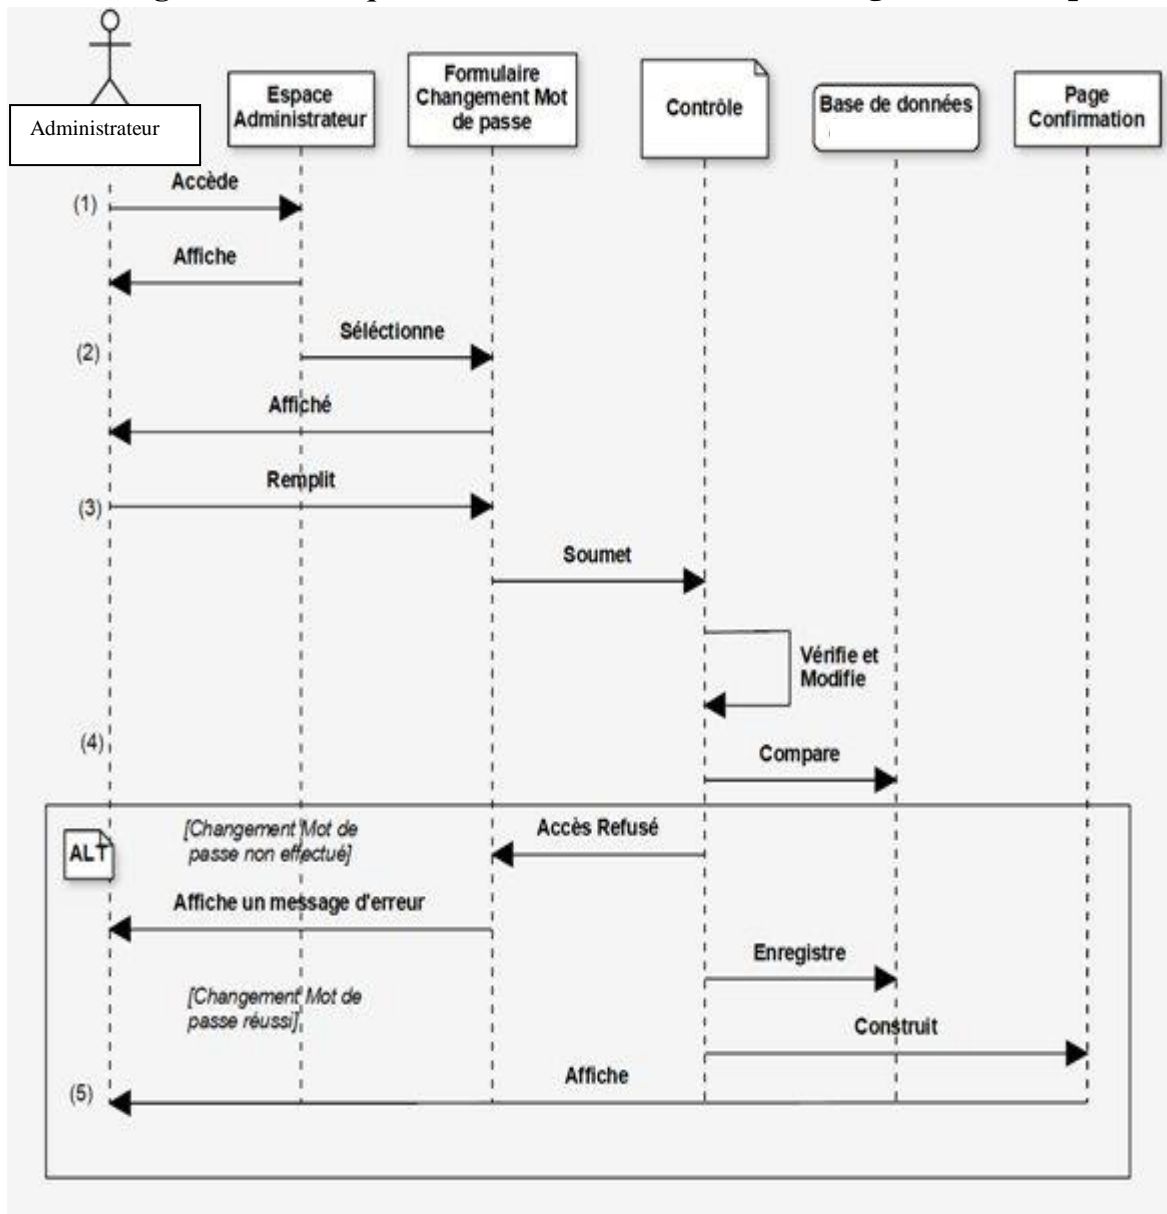 Administrateur
Espace
Administrateur
Formulaire
Changement Mot
de passe
Contrôle
Base de données
Page
Confirmation
Accède
(1)
Affiche
Séléctionne
(2)
Affiché
Remplit
(3)
Soumet
Vérifie et
Modifie
(4)
Compare
ALT
[Changement Mot de
passe non effectué]
Accès Refusé
Affiche un message d'erreur
Enregistre
[Changement Mot de
passe réussi]
Construit
Affiche
(5)